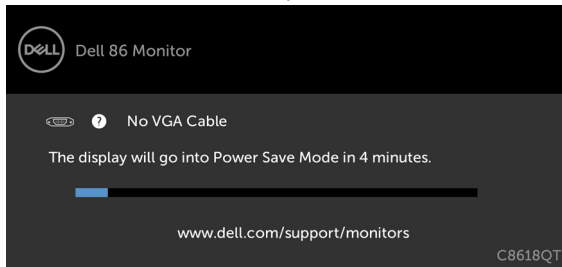 DELL
Dell 86 Monitor
? No VGA Cable
The display will go into Power Save Mode in 4 minutes.
www.dell.com/support/monitors
C8618QT